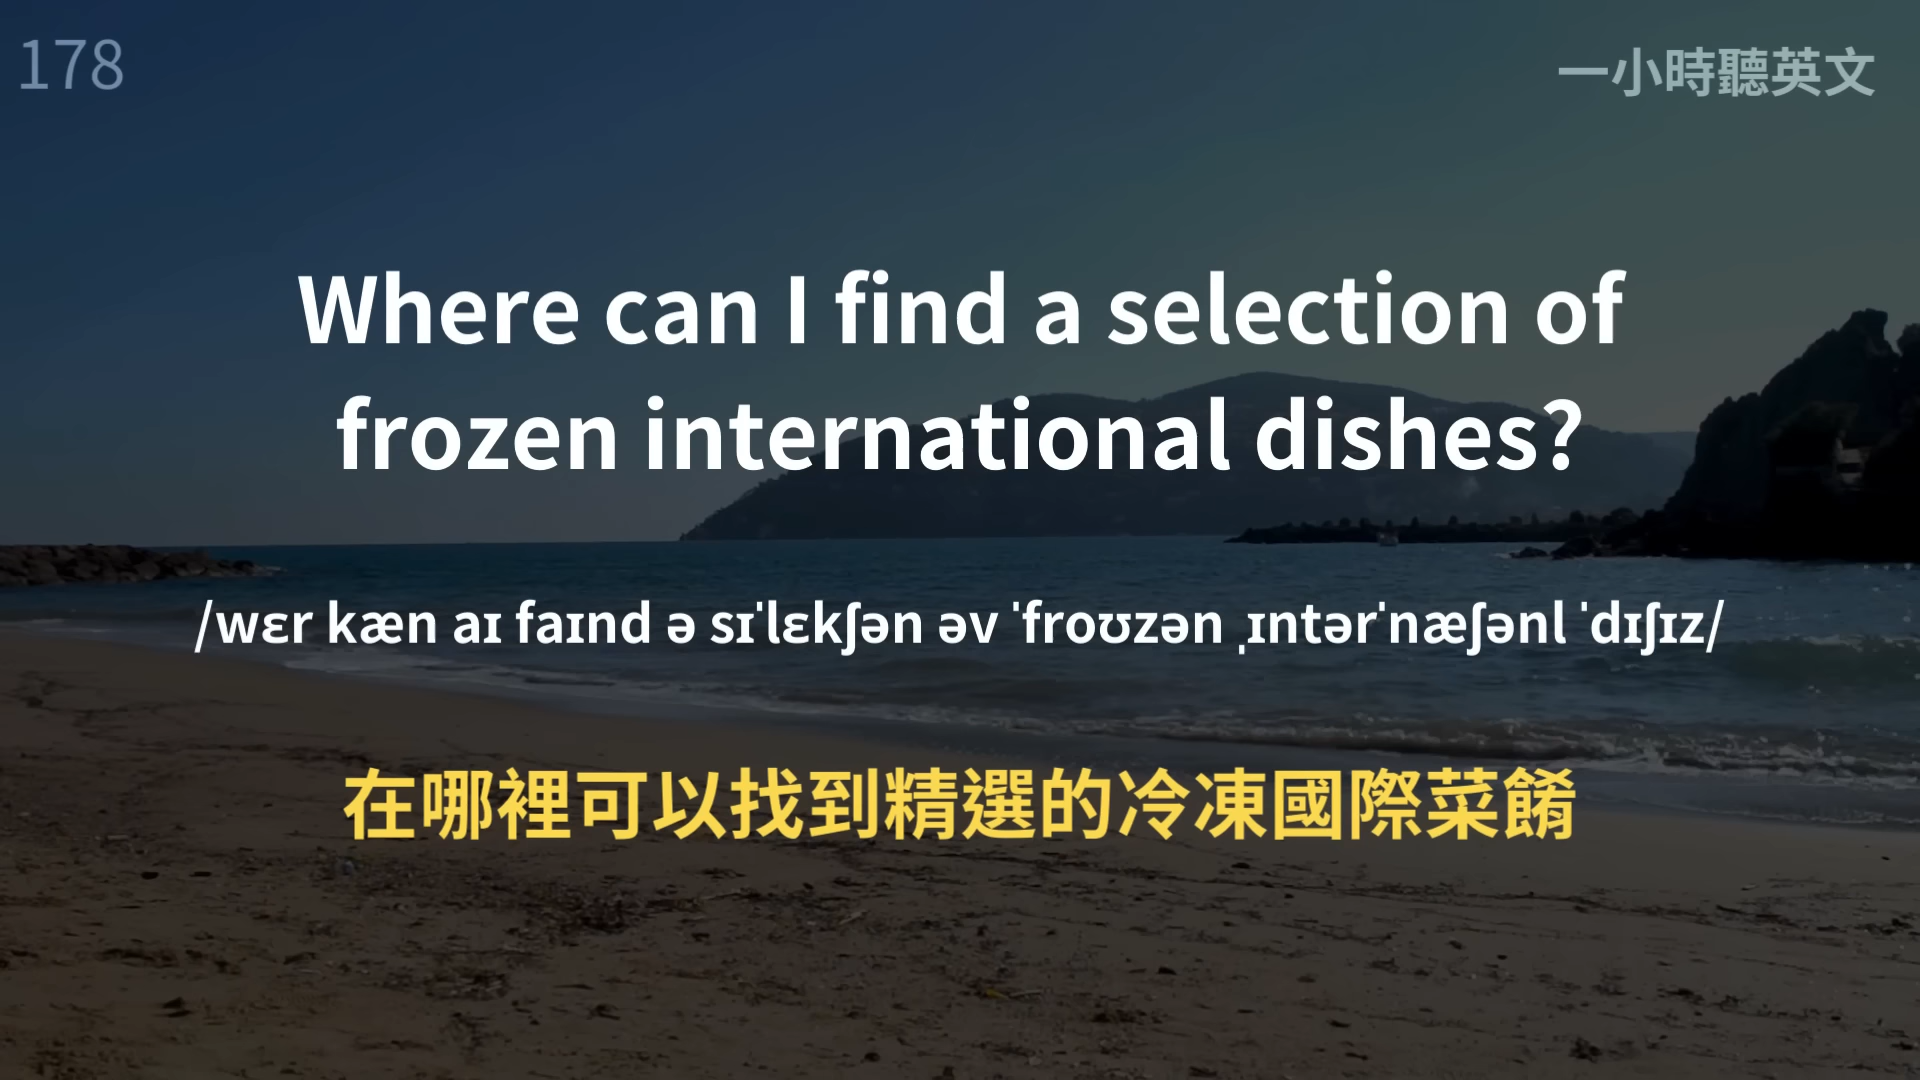 178
一小時聽英文
Where can I find a selection of
frozen international dishes?
/wɛr kæn aɪ faɪnd ə sɪˈlɛkʃən əv ˈfroʊzən ˌɪntərˈnæʃənl ˈdɪʃɪz/
在哪裡可以找到精選的冷凍國際菜餚